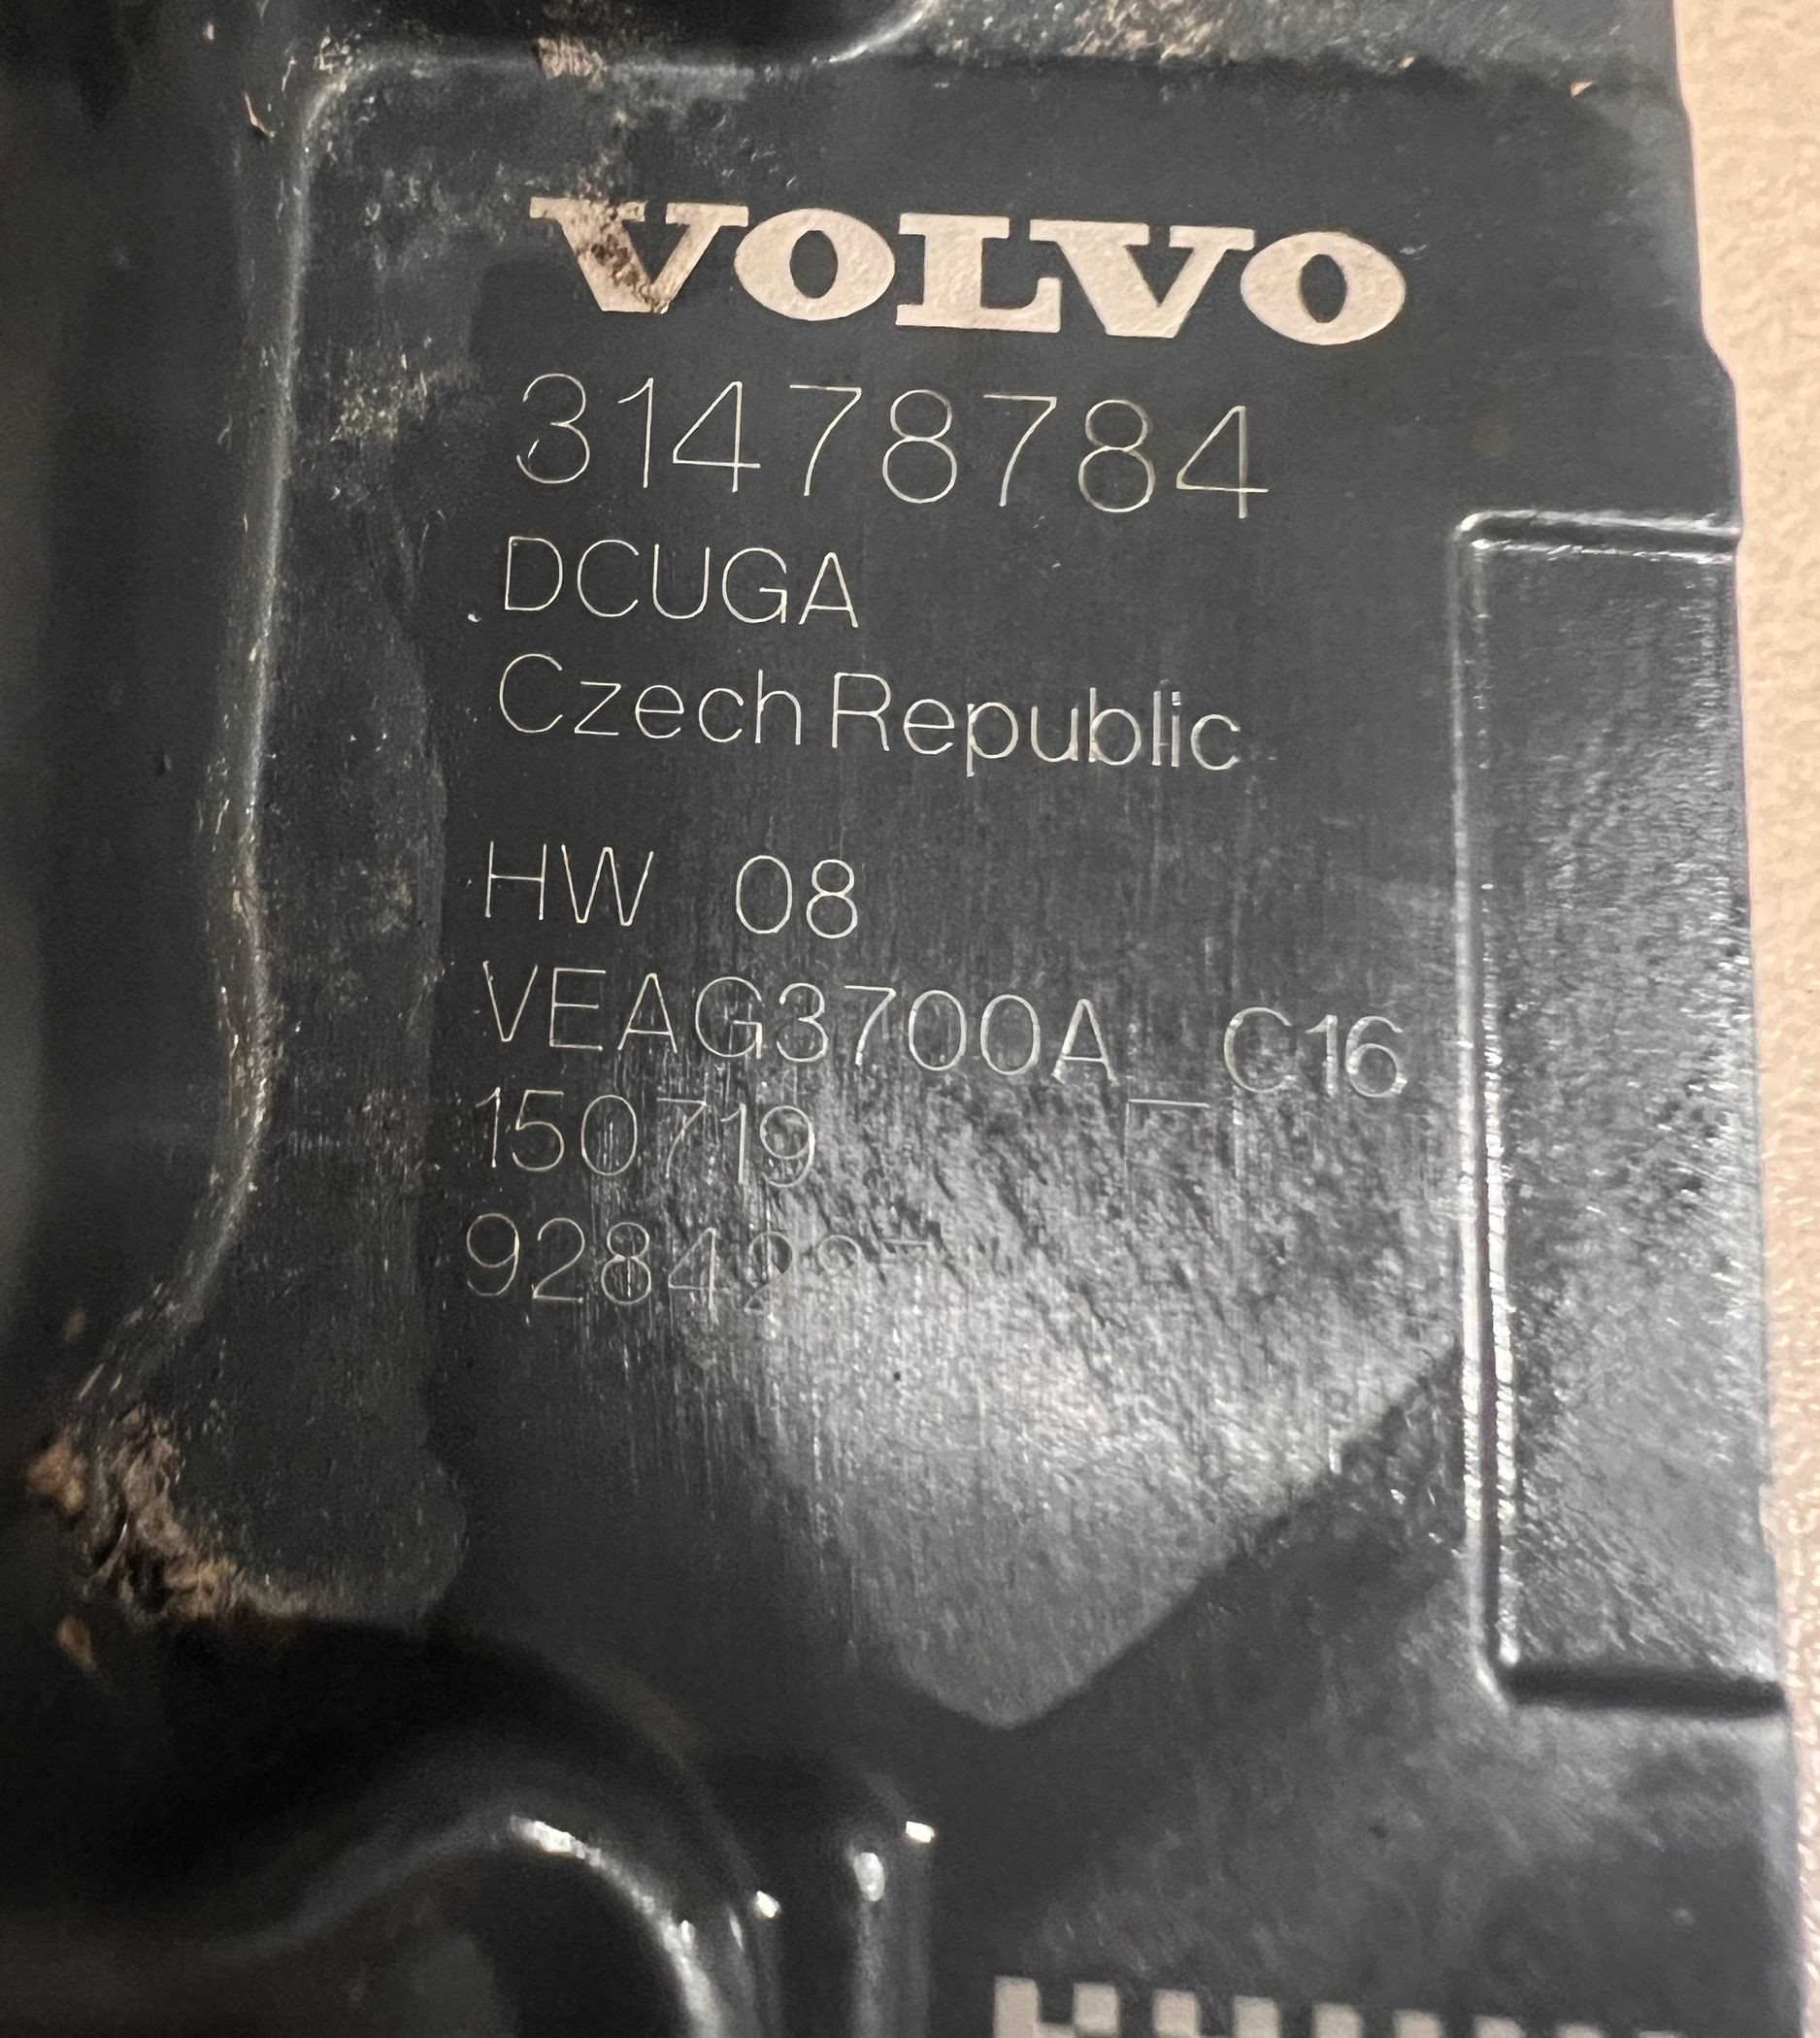 VOLVO
31478784
DCUGA
Czech Republic
HW 08
VEAG3700A_C16
150719